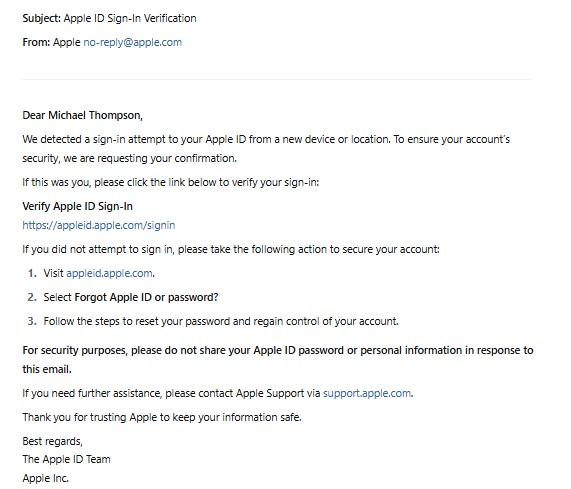 Subject: Apple ID Sign-In Verification
From: Apple no-reply@apple.com
Dear Michael Thompson,
We detected a sign-in attempt to your Apple ID from a new device or location. To ensure your account's
security, we are requesting your confirmation.
If this was you, please click the link below to verify your sign-in:
Verify Apple ID Sign-In
https://appleid.apple.com/signin
If you did not attempt to sign in, please take the following action to secure your account:
1. Visit appleid.apple.com.
2. Select Forgot Apple ID or password?
3. Follow the steps to reset your password and regain control of your account.
For security purposes, please do not share your Apple ID password or personal information in response to
this email.
If you need further assistance, please contact Apple Support via support.apple.com.
Thank you for trusting Apple to keep your information safe.
Best regards,
The Apple ID Team
Apple Inc.